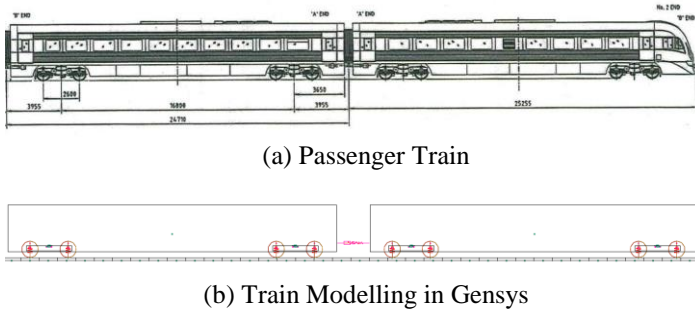 No. 2 END
"B" END
"A" END
"A" END
"B" END
2600
3650
3955
16800
3955
25255
24710
(a) Passenger Train
(b) Train Modelling in Gensys